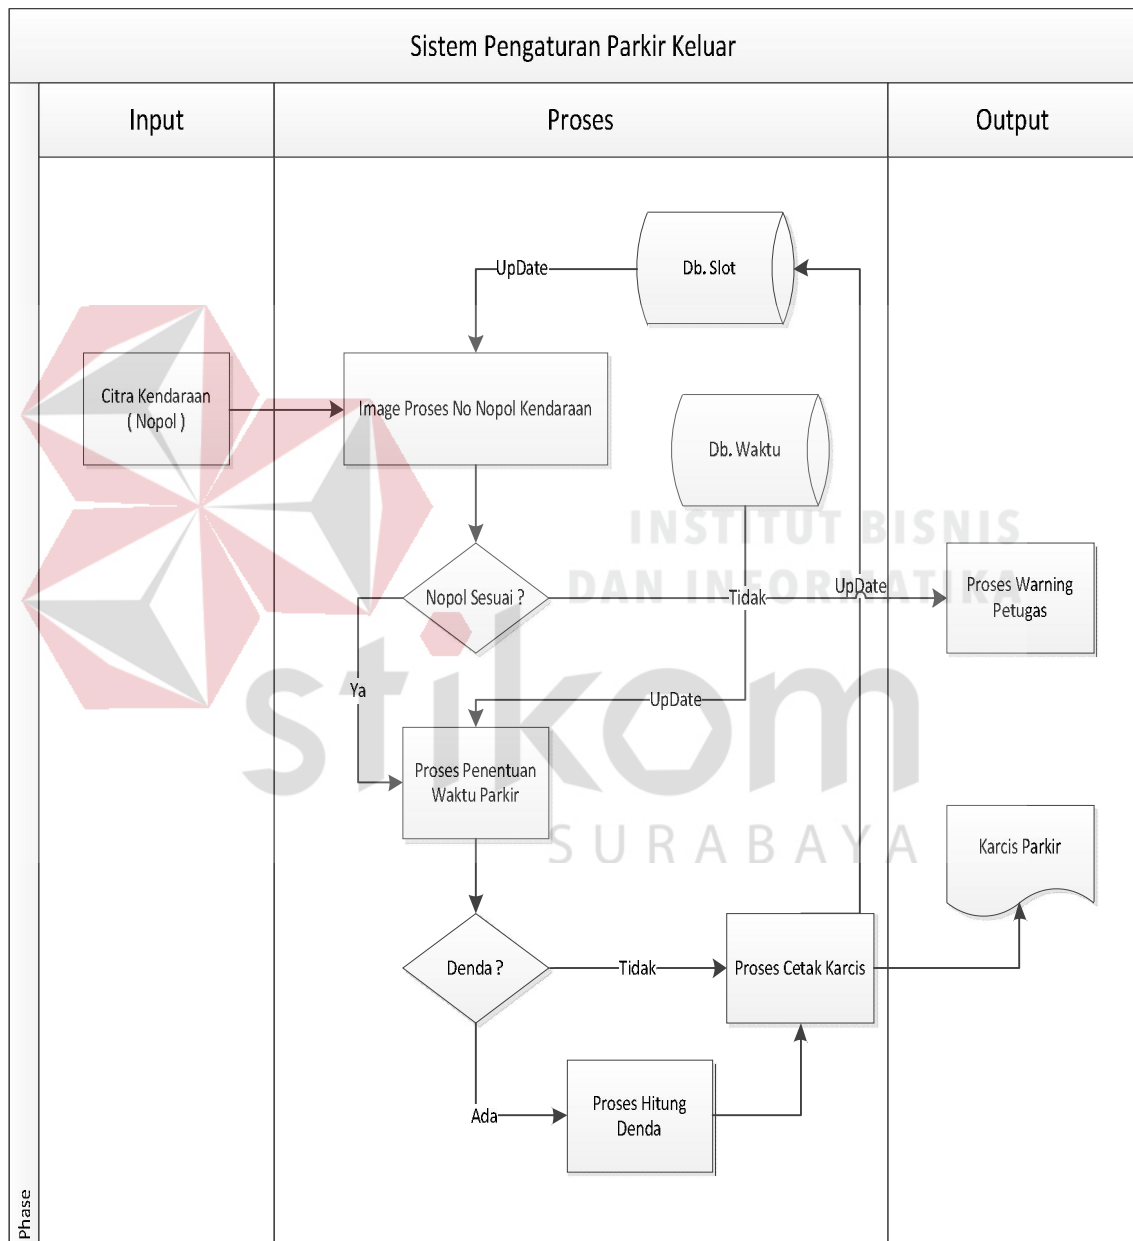 Sistem Pengaturan Parkir Keluar
Input
Proses
Output
Db. Slot
UpDate
Citra Kendaraan
( Nopol )
Image Proses No Nopol Kendaraan
Db. Waktu
INSTITUT BISNIS
DAN INFORMATIKA
Nopol Sesuai ?
Tidak
UpDate
Proses Warning
Petugas
Ya
UpDate
stikom
SURABAYA
Proses Penentuan
Waktu Parkir
Karcis Parkir
Denda ?
Tidak
Proses Cetak Karcis
Ada
Proses Hitung
Denda
Phase